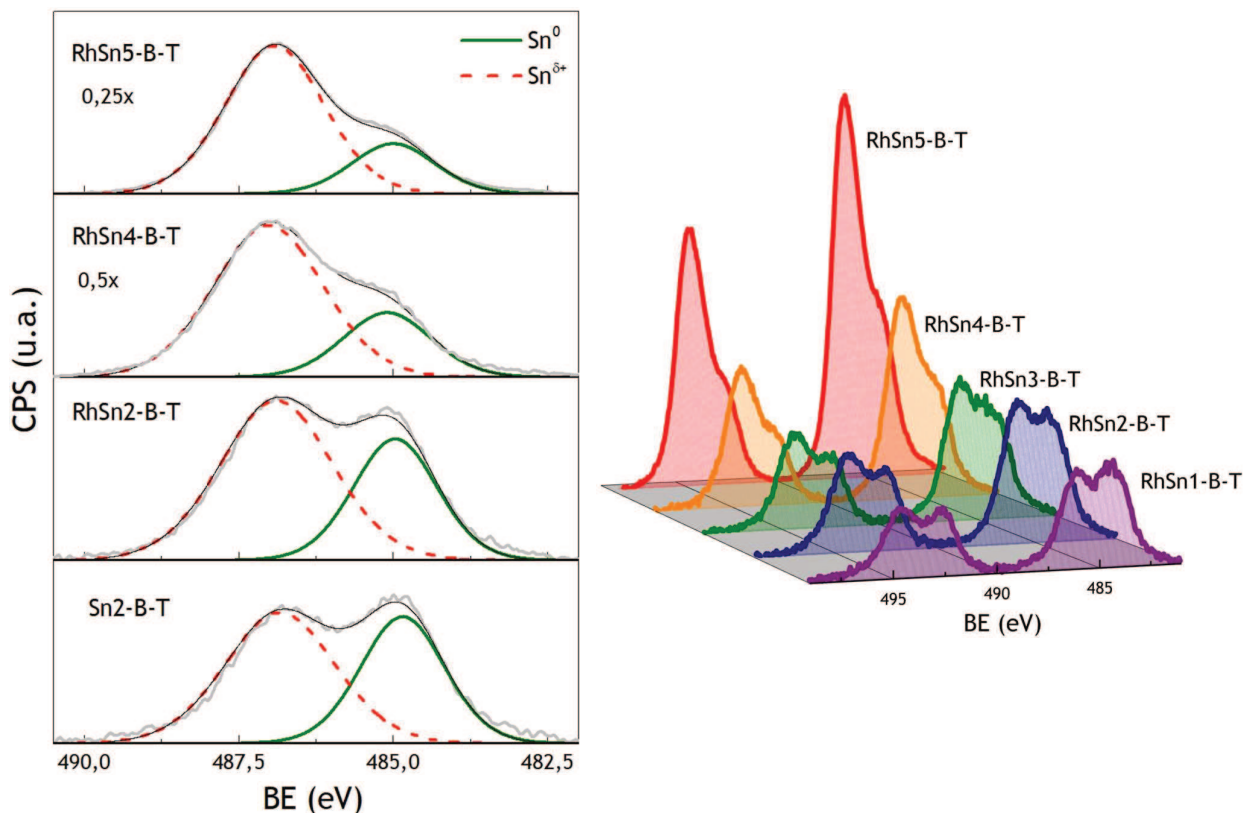 RhSn5-B-T
0,25x
Sn⁰
Snδ+
RhSn4-B-T
0,5x
RhSn2-B-T
Sn2-B-T
CPS (u.a.)
490,0 487,5 485,0 482,5
BE (eV)
RhSn5-B-T
RhSn4-B-T
RhSn3-B-T
RhSn2-B-T
RhSn1-B-T
495 490 485
BE (eV)